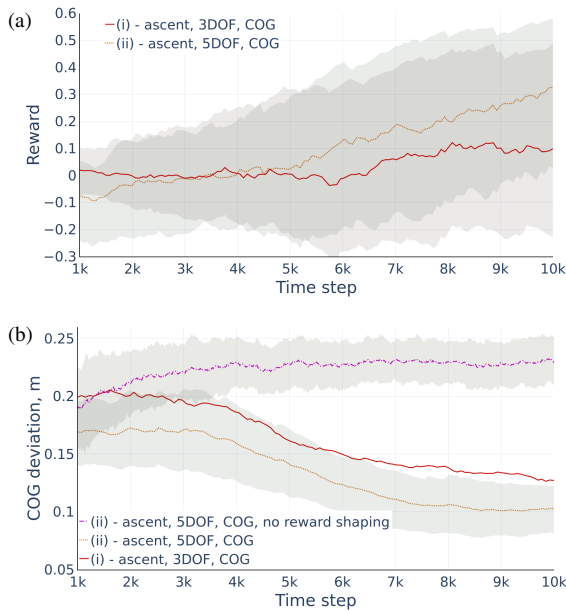 (a)
0.6
0.5
0.4
0.3
0.2
0.1
0
−0.1
−0.2
−0.3
Reward
(i) - ascent, 3DOF, COG
(ii) - ascent, 5DOF, COG
1k 2k 3k 4k 5k 6k 7k 8k 9k 10k
Time step
(b)
0.25
0.2
0.15
0.1
0.05
COG deviation, m
(ii) - ascent, 5DOF, COG, no reward shaping
(ii) - ascent, 5DOF, COG
(i) - ascent, 3DOF, COG
1k 2k 3k 4k 5k 6k 7k 8k 9k 10k
Time step